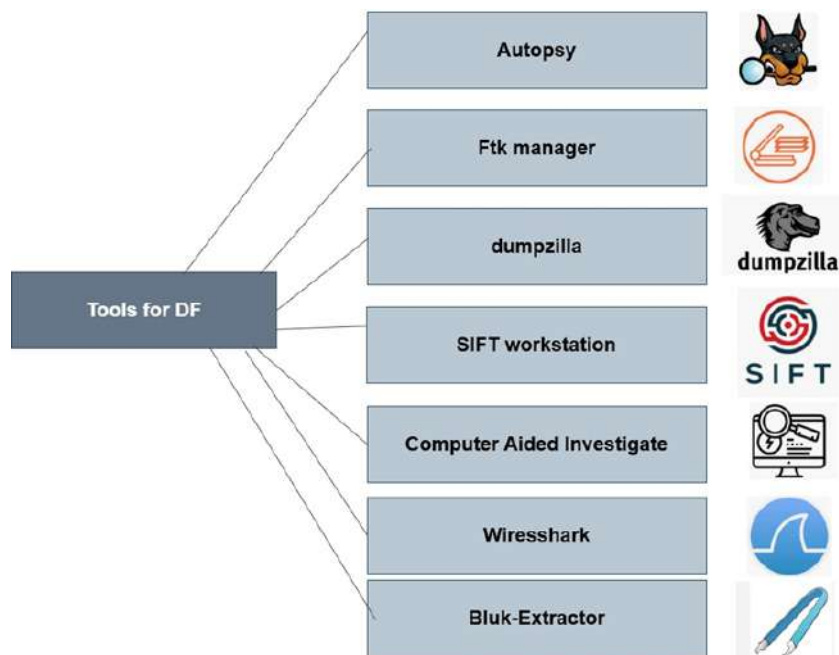 Autopsy
Ftk manager
dumpzilla
dumpzilla
Tools for DF
SIFT workstation
SIFT
Computer Aided Investigate
Wiresshark
Bluk-Extractor